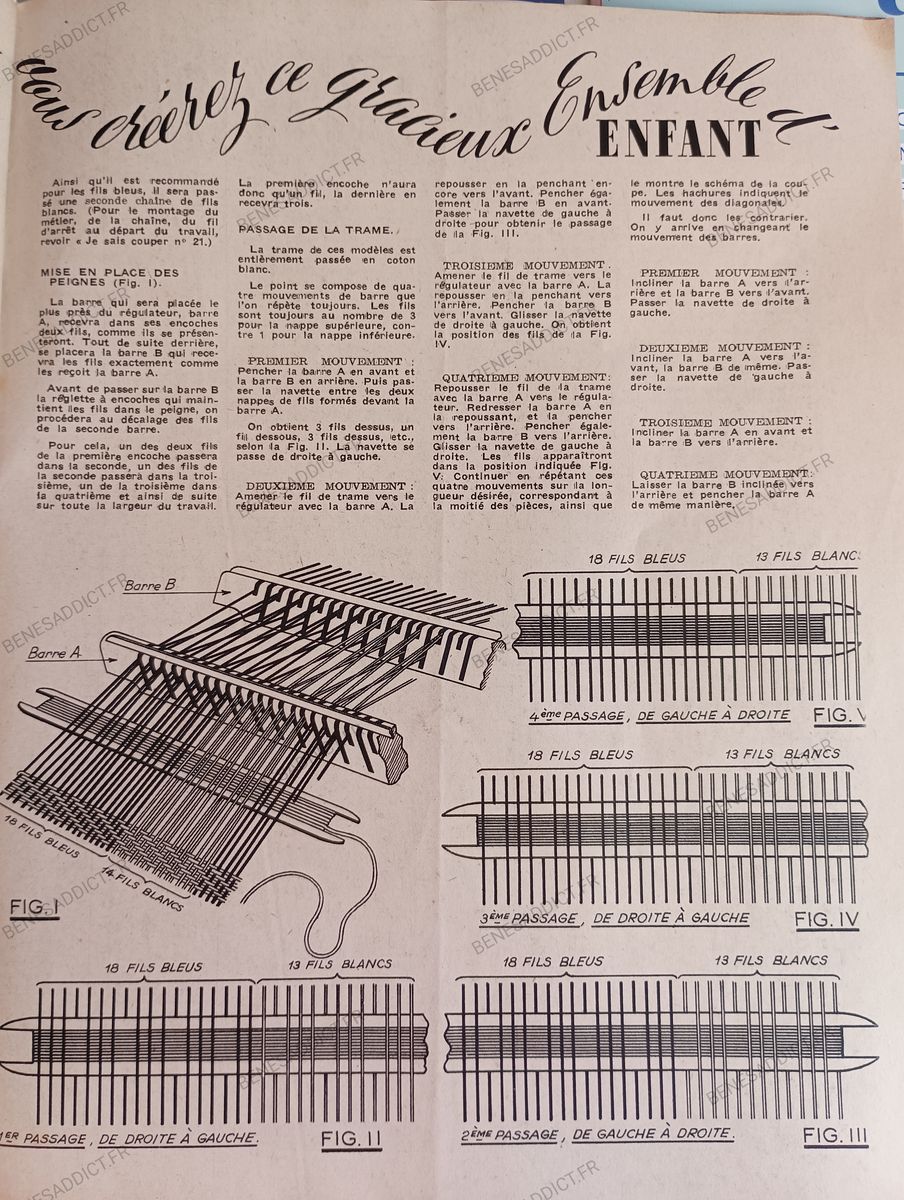 vous créerez ce gracieux Ensemble d'
ENFANT
Ainsi qu'il est recommandé
pour les fils bleus, il sera pas-
sé une seconde chaîne de fils
blancs. (Pour le montage du
métier, de la chaîne, du fil
d'arrêt au départ du travail,
revoir « Je sais couper n° 21.)
MISE EN PLACE DES
PEIGNES (Fig. I).
La barre qui sera placée le
plus près du régulateur, barre
A, recevra dans ses encoches
deux fils, comme ils se présen-
teront. Tout de suite derrière,
se placera la barre B qui rece-
vra les fils exactement comme
les reçoit la barre A.
Avant de passer sur la barre B
la réglette à encoches qui main-
tient les fils dans le peigne, on
procédera au décalage des fils
de la seconde barre.
Pour cela, un des deux fils
de la première encoche passera
dans la seconde, un des fils de
la seconde passera dans la troi-
sième, un de la troisième dans
la quatrième et ainsi de suite
sur toute la largeur du travail.
La première encoche n'aura
donc qu'un fil, la dernière en
recevra trois.
PASSAGE DE LA TRAME.
La trame de ces modèles est
entièrement passée en coton
blanc.
Le point se compose de qua-
tre mouvements de barre que
l'on répète toujours. Les fils
sont toujours au nombre de 3
pour la nappe supérieure, con-
tre 1 pour la nappe inférieure.
PREMIER MOUVEMENT :
Pencher la barre A en avant et
la barre B en arrière. Puis pas-
ser la navette entre les deux
nappes de fils formés devant la
barre A.
On obtient 3 fils dessus, un
fil dessous, 3 fils dessus, etc.,
selon la Fig. II. La navette se
passe de droite à gauche.
DEUXIEME MOUVEMENT :
Amener le fil de trame vers le
régulateur avec la barre A. La
repousser en la penchant en-
core vers l'avant. Pencher éga-
lement la barre B en avant.
Passer la navette de gauche à
droite pour obtenir le passage
de la Fig. III.
TROISIEME MOUVEMENT.
Amener le fil de trame vers le
régulateur avec la barre A. La
repousser en la penchant vers
l'arrière. Pencher la barre B
vers l'avant. Glisser la navette
de droite à gauche. On obtient
la position des fils de la Fig.
IV.
QUATRIEME MOUVEMENT:
Repousser le fil de la trame
avec la barre A vers le régula-
teur. Redresser la barre A en
la repoussant, et la pencher
vers l'arrière. Pencher égale-
ment la barre B vers l'arrière.
Glisser la navette de gauche à
droite. Les fils apparaîtront
dans la position indiquée Fig.
V. Continuer en répétant ces
quatre mouvements sur la lon-
gueur désirée, correspondant à
la moitié des pièces, ainsi que
le montre le schéma de la cou-
pe. Les hachures indiquent le
mouvement des diagonales.
Il faut donc les contrarier.
On y arrive en changeant le
mouvement des barres.
PREMIER MOUVEMENT :
Incliner la barre A vers l'ar-
rière et la barre B vers l'avant.
Passer la navette de droite à
gauche.
DEUXIEME MOUVEMENT :
Incliner la barre A vers l'a-
vant, la barre B de même. Pas-
ser la navette de gauche à
droite.
TROISIEME MOUVEMENT :
Incliner la barre A en avant et
la barre B vers l'arrière.
QUATRIEME MOUVEMENT:
Laisser la barre B inclinée vers
l'arrière et pencher la barre A
de même manière.
Barre B
Barre A
18 FILS BLEUS
14 FILS BLANCS
FIG. I
18 FILS BLEUS 13 FILS BLANCS
4ème PASSAGE, DE GAUCHE À DROITE FIG. V
18 FILS BLEUS 13 FILS BLANCS
3ÈME PASSAGE, DE DROITE À GAUCHE FIG. IV
18 FILS BLEUS 13 FILS BLANCS
1ER PASSAGE, DE DROITE À GAUCHE. FIG. II
18 FILS BLEUS 13 FILS BLANCS
2ÈME PASSAGE, DE GAUCHE À DROITE. FIG. III
BENESADDICT.FR